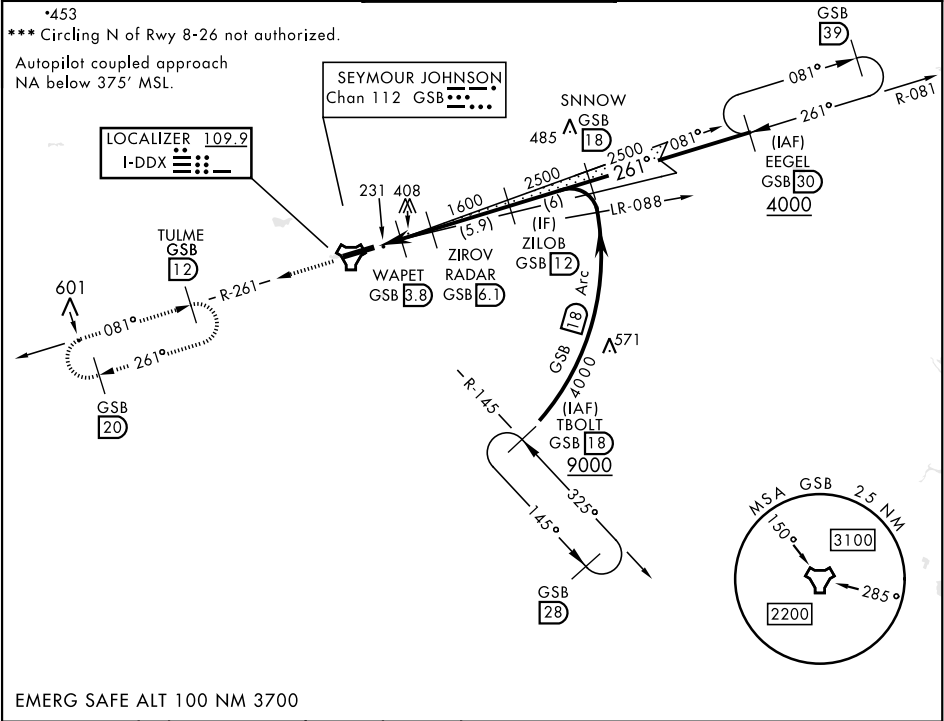 •453
*** Circling N of Rwy 8-26 not authorized.
Autopilot coupled approach
NA below 375' MSL.
SEYMOUR JOHNSON
Chan 112 GSB
LOCALIZER 109.9
I-DDX
GSB
39
081°
261°
R-081
(IAF)
EEGEL
GSB 30
4000
SNNOW
GSB
18
485
081°
2500
261°
2500
1600
(6)
(5.9)
LR-088
(IF)
ZILOB
GSB 12
ZIROV
RADAR
GSB 6.1
WAPET
GSB 3.8
231
408
TULME
GSB
12
R-261
601
081°
261°
GSB
20
GSB 18 Arc
4000
571
R-145
(IAF)
TBOLT
GSB 18
9000
325°
145°
GSB
28
MSA GSB 25 NM
150°
3100
285°
2200
EMERG SAFE ALT 100 NM 3700